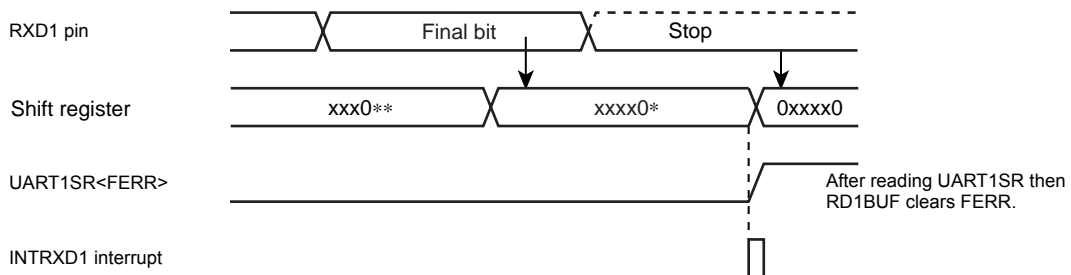 RXD1 pin
Final bit
Stop
Shift register
xxx0**
xxxx0*
0xxxx0
UART1SR<FERR>
After reading UART1SR then
RD1BUF clears FERR.
INTRXD1 interrupt